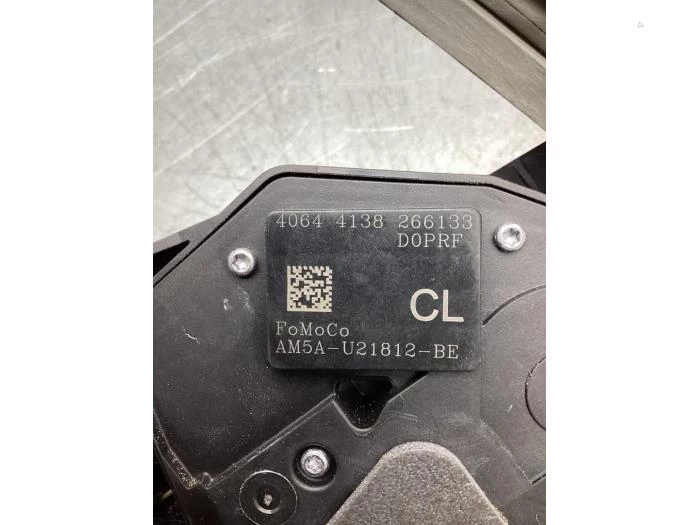 4064 4138 266133
D0PRF
CL
FoMoCo
AM5A-U21812-BE